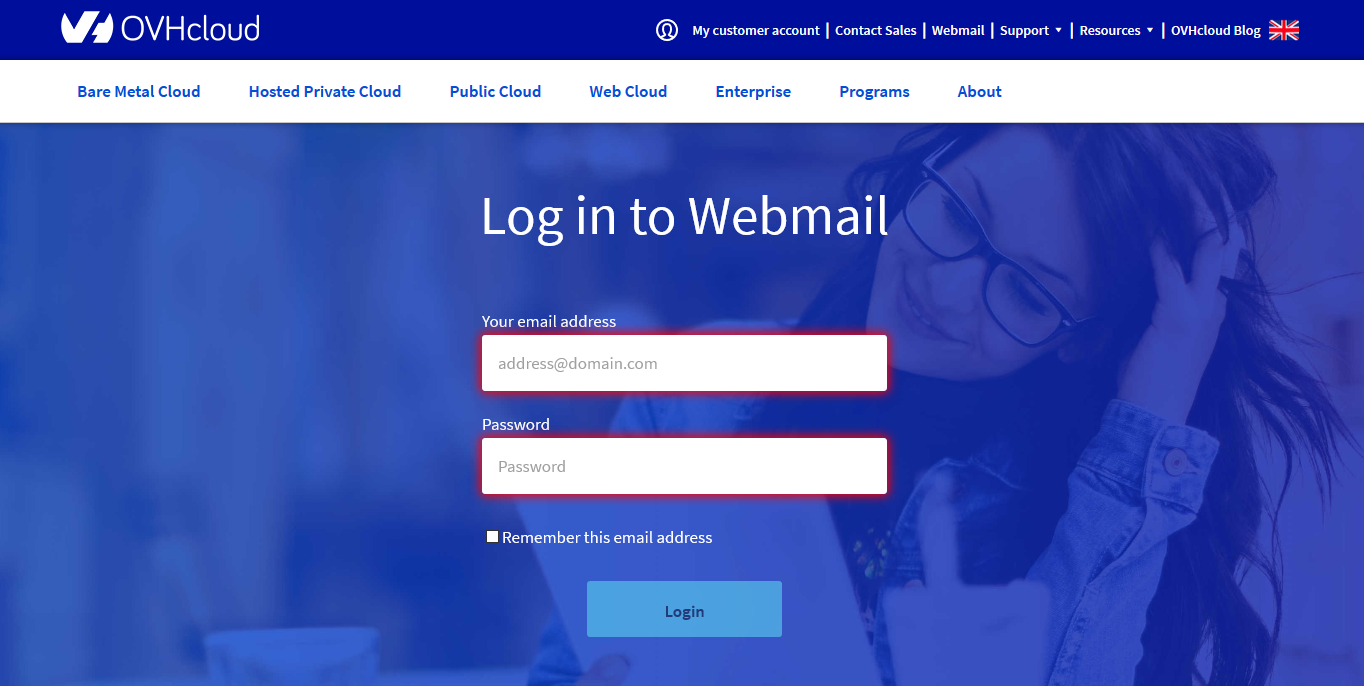 OVHcloud
My customer account | Contact Sales | Webmail | Support | Resources | OVHcloud Blog
Bare Metal Cloud Hosted Private Cloud Public Cloud Web Cloud Enterprise Programs About
Log in to Webmail
Your email address
address@domain.com
Password
Password
Remember this email address
Login